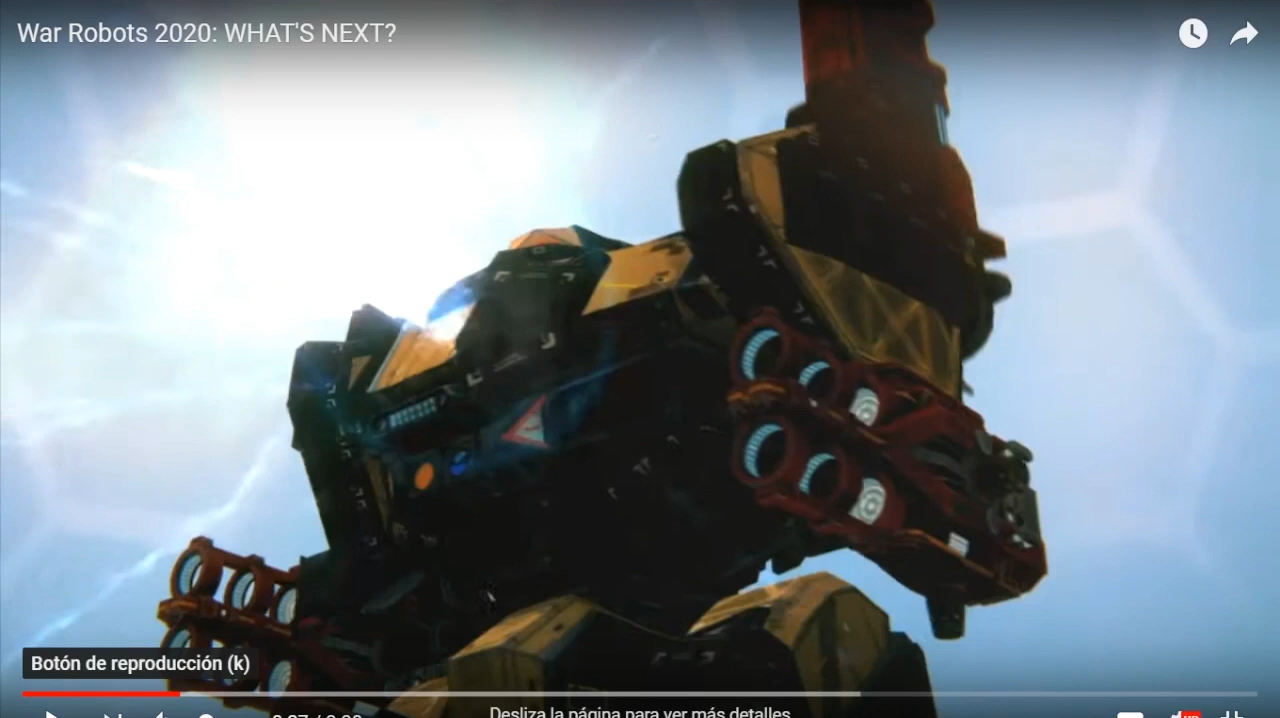 War Robots 2020: WHAT'S NEXT?
Botón de reproducción (k)
Desliza la página para ver más detalles